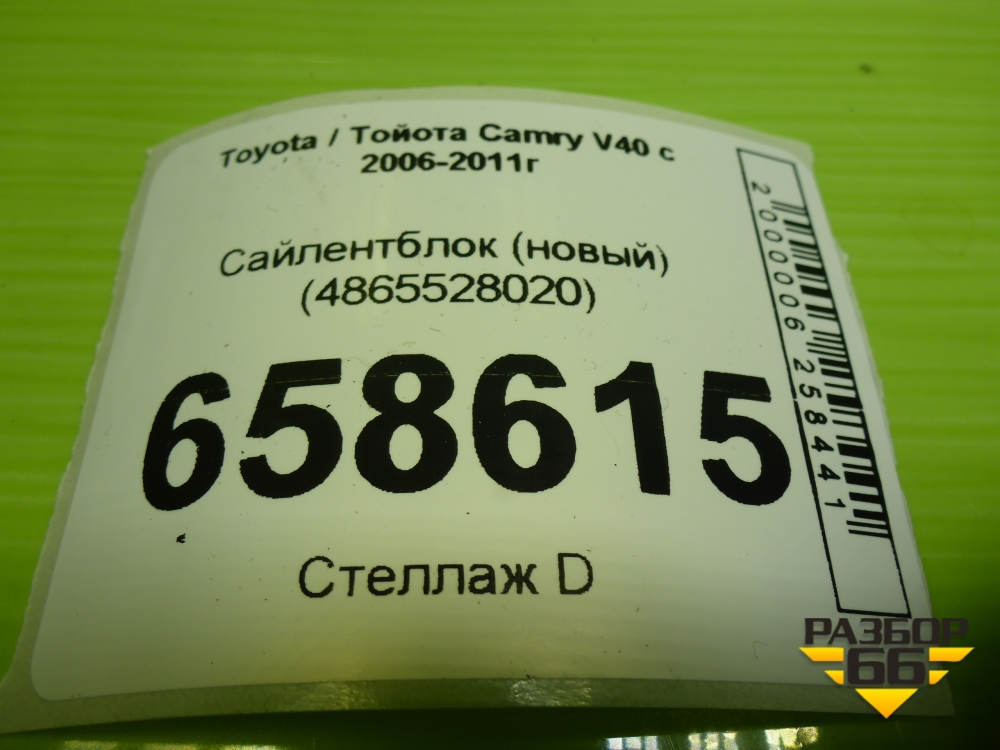 Toyota / Тойота Camry V40 с
2006-2011г
Сайлентблок (новый)
(4865528020)
658615
Стеллаж D
2000006258441
РАЗБОР
66